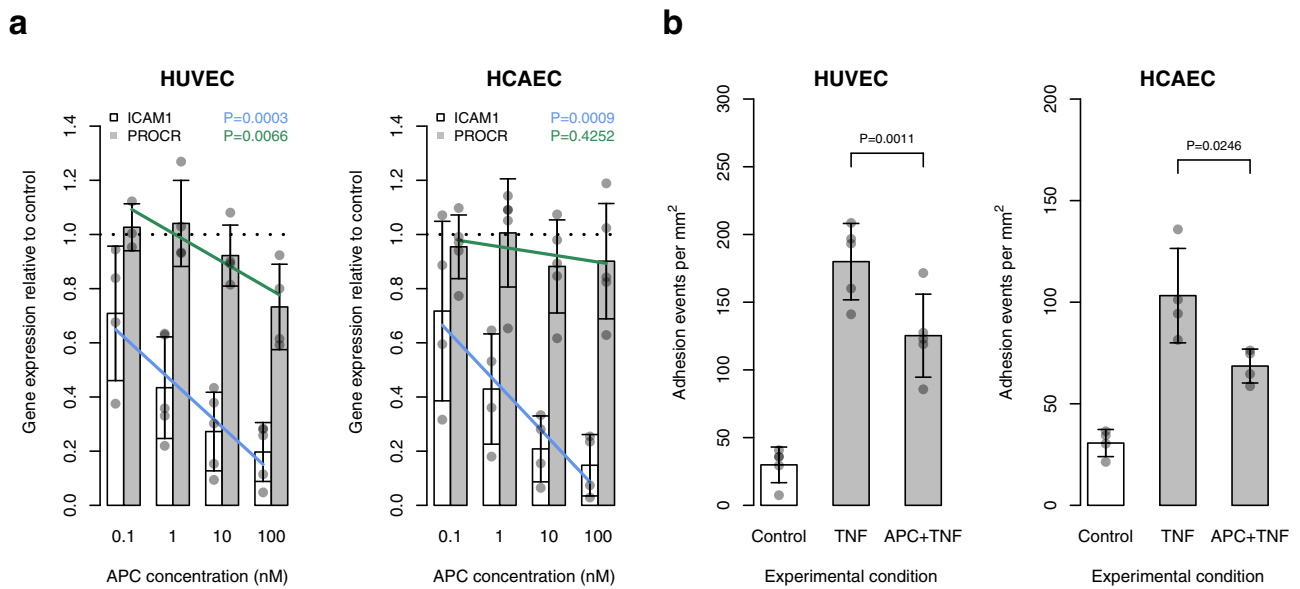 a
HUVEC
ICAM1 P=0.0003
PROCR P=0.0066
Gene expression relative to control
1.4
1.2
1.0
0.8
0.6
0.4
0.2
0.0
0.1 1 10 100
APC concentration (nM)
HCAEC
ICAM1 P=0.0009
PROCR P=0.4252
Gene expression relative to control
1.4
1.2
1.0
0.8
0.6
0.4
0.2
0.0
0.1 1 10 100
APC concentration (nM)
b
HUVEC
Adhesion events per mm²
300
250
200
150
100
50
0
P=0.0011
Control TNF APC+TNF
Experimental condition
HCAEC
Adhesion events per mm²
200
150
100
50
0
P=0.0246
Control TNF APC+TNF
Experimental condition